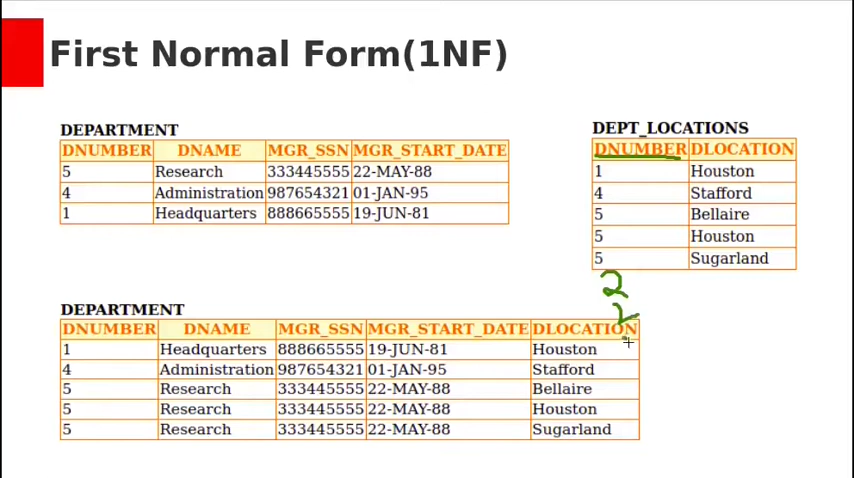 First Normal Form(1NF)
DEPARTMENT
DNUMBER DNAME MGR_SSN MGR_START_DATE
5 Research 333445555 22-MAY-88
4 Administration 987654321 01-JAN-95
1 Headquarters 888665555 19-JUN-81
DEPT_LOCATIONS
DNUMBER DLOCATION
1 Houston
4 Stafford
5 Bellaire
5 Houston
5 Sugarland
2
2
DEPARTMENT
DNUMBER DNAME MGR_SSN MGR_START_DATE DLOCATION
1 Headquarters 888665555 19-JUN-81 Houston
4 Administration 987654321 01-JAN-95 Stafford
5 Research 333445555 22-MAY-88 Bellaire
5 Research 333445555 22-MAY-88 Houston
5 Research 333445555 22-MAY-88 Sugarland